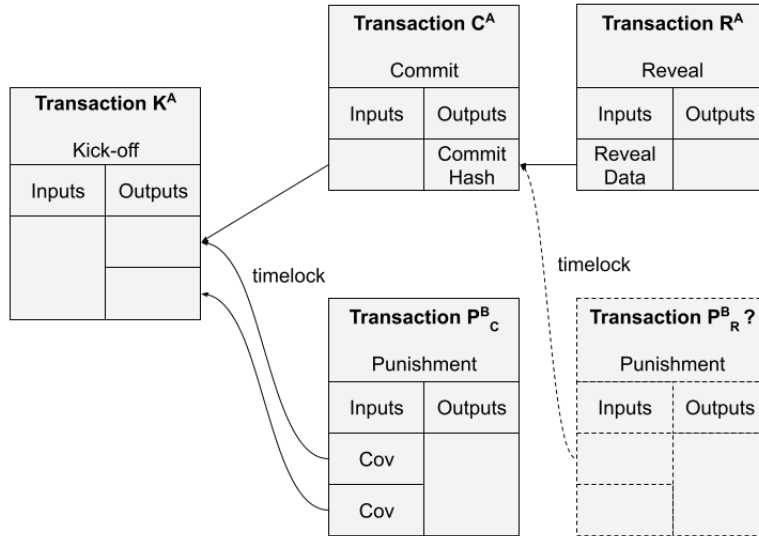 Transaction K^A
Kick-off
Inputs Outputs
Transaction C^A
Commit
Inputs Outputs
Commit
Hash
Transaction R^A
Reveal
Inputs Outputs
Reveal
Data
timelock
timelock
Transaction P^B_C
Punishment
Inputs Outputs
Cov
Cov
Transaction P^B_R ?
Punishment
Inputs Outputs